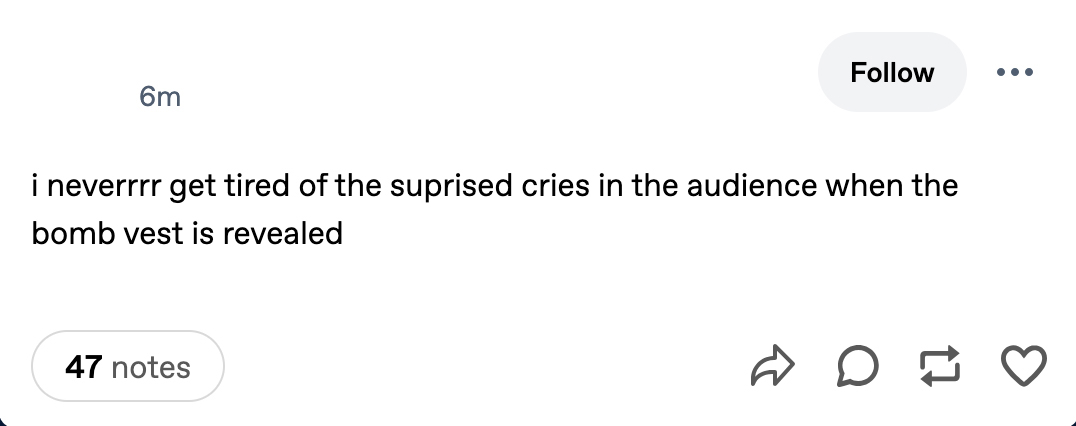 Follow
6m
i neverrrr get tired of the suprised cries in the audience when the
bomb vest is revealed
47 notes